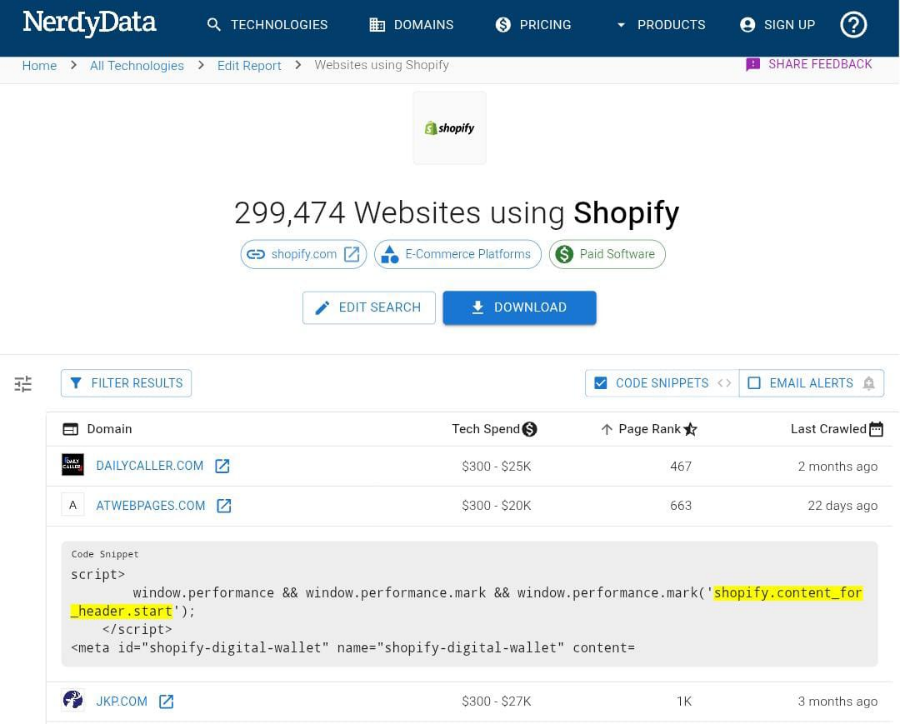 NerdyData TECHNOLOGIES DOMAINS PRICING PRODUCTS SIGN UP ?
Home > All Technologies > Edit Report > Websites using Shopify SHARE FEEDBACK
shopify
299,474 Websites using Shopify
shopify.com E-Commerce Platforms Paid Software
EDIT SEARCH DOWNLOAD
FILTER RESULTS CODE SNIPPETS <> EMAIL ALERTS
Domain Tech Spend Page Rank Last Crawled
DAILY CALLER DAILYCALLER.COM $300 - $25K 467 2 months ago
A ATWEBPAGES.COM $300 - $20K 663 22 days ago
Code Snippet
script>
window.performance && window.performance.mark && window.performance.mark('shopify.content_for
_header.start');
</script>
<meta id="shopify-digital-wallet" name="shopify-digital-wallet" content=
JKP.COM $300 - $27K 1K 3 months ago